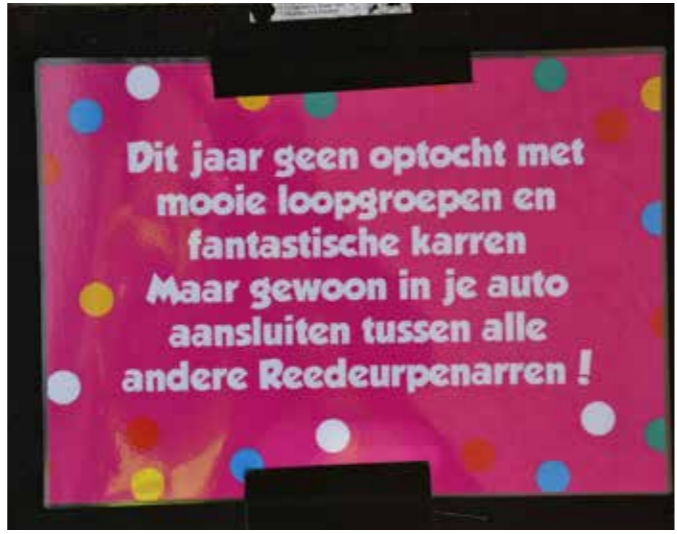 Dit jaar geen optocht met
mooie loopgroepen en
fantastische karren
Maar gewoon in je auto
aansluiten tussen alle
andere Reedeurpenarren !